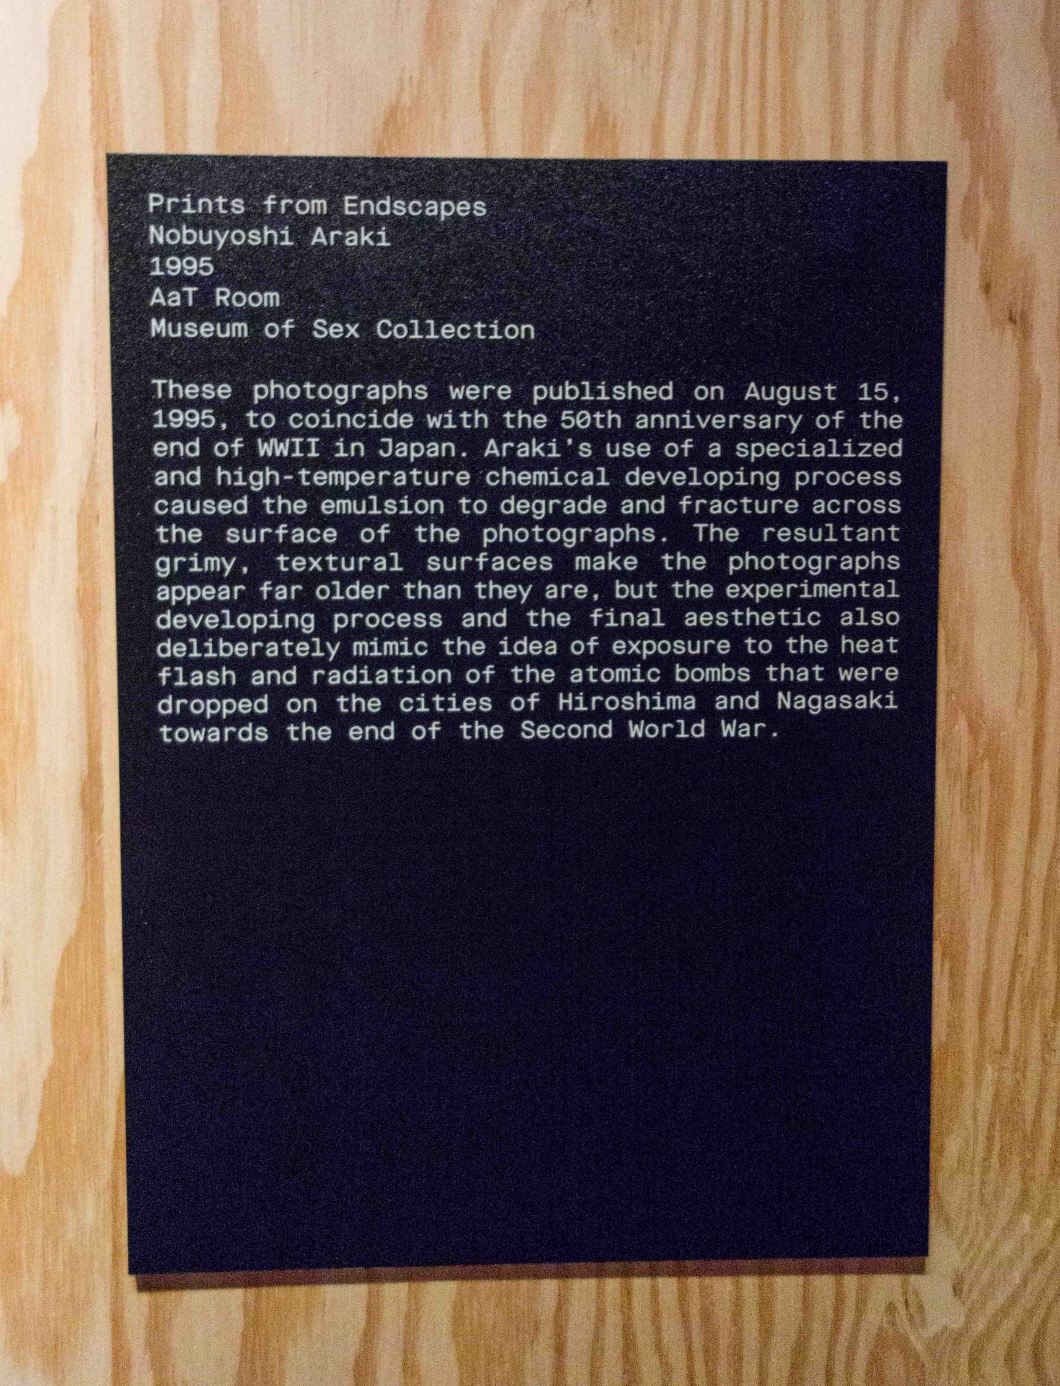 Prints from Endscapes
Nobuyoshi Araki
1995
AaT Room
Museum of Sex Collection
These photographs were published on August 15,
1995, to coincide with the 50th anniversary of the
end of WWII in Japan. Araki's use of a specialized
and high-temperature chemical developing process
caused the emulsion to degrade and fracture across
the surface of the photographs. The resultant
grimy, textural surfaces make the photographs
appear far older than they are, but the experimental
developing process and the final aesthetic also
deliberately mimic the idea of exposure to the heat
flash and radiation of the atomic bombs that were
dropped on the cities of Hiroshima and Nagasaki
towards the end of the Second World War.